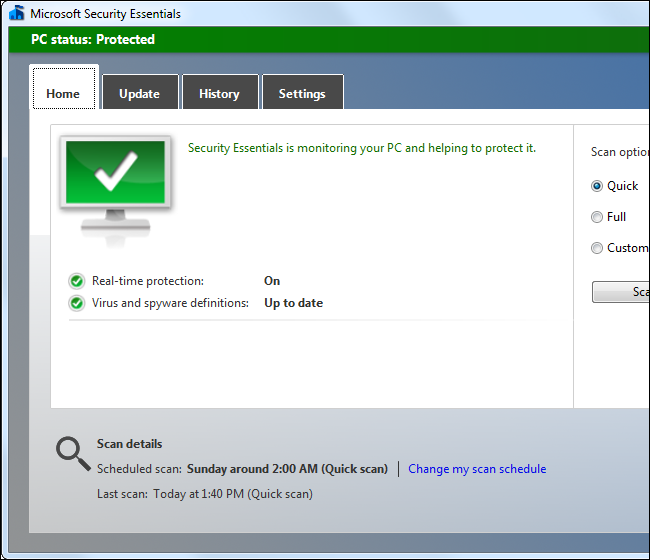 Microsoft Security Essentials
PC status: Protected
Home Update History Settings
Security Essentials is monitoring your PC and helping to protect it.
Scan optio
Quick
Full
Custom
Real-time protection: On
Virus and spyware definitions: Up to date
Sca
Scan details
Scheduled scan: Sunday around 2:00 AM (Quick scan) | Change my scan schedule
Last scan: Today at 1:40 PM (Quick scan)